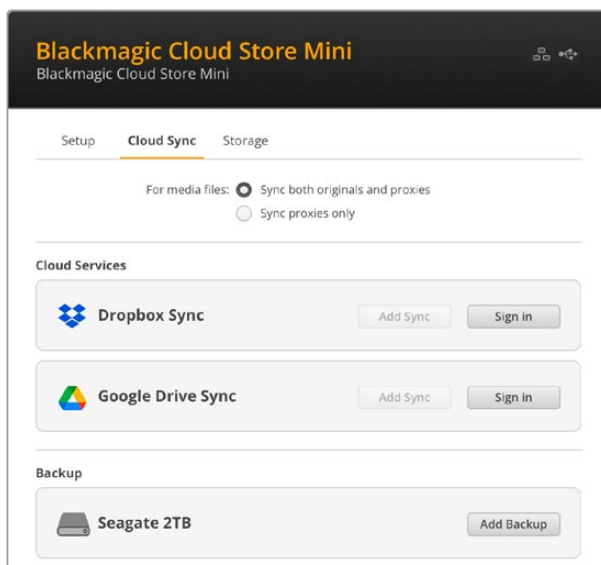 Blackmagic Cloud Store Mini
Blackmagic Cloud Store Mini
Setup Cloud Sync Storage
For media files: Sync both originals and proxies
Sync proxies only
Cloud Services
Dropbox Sync Add Sync Sign in
Google Drive Sync Add Sync Sign in
Backup
Seagate 2TB Add Backup